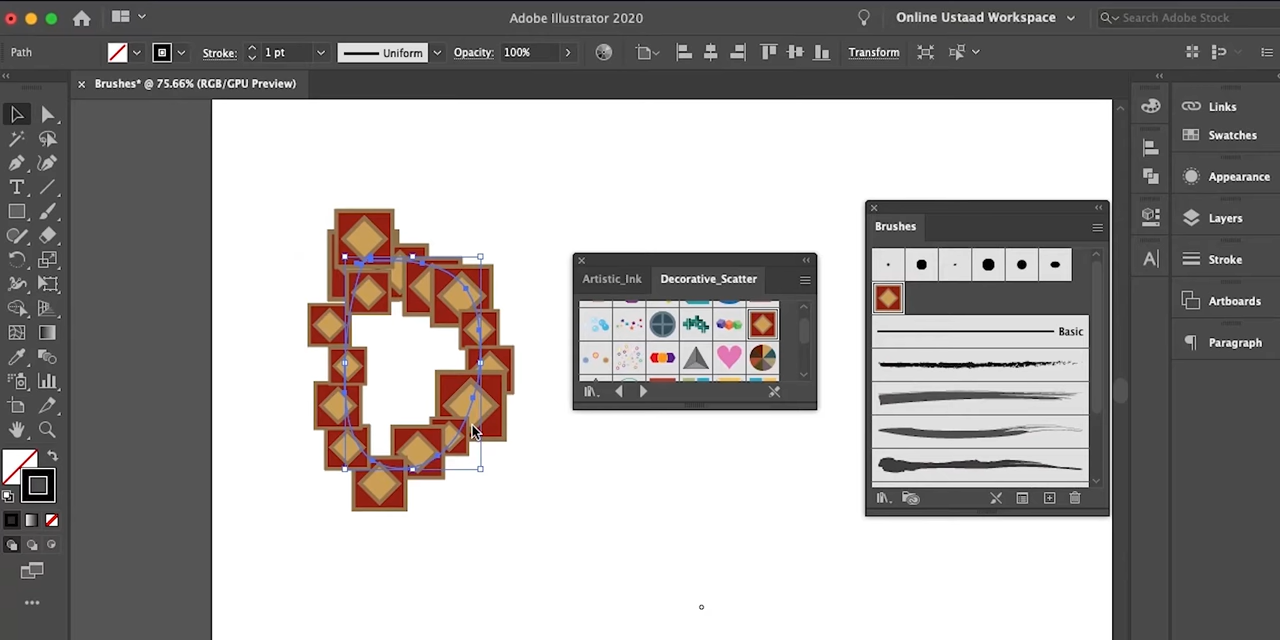 Adobe Illustrator 2020
Online Ustaad Workspace
Search Adobe Stock
Path
Stroke:
1 pt
Uniform
Opacity:
100%
Transform
Brushes* @ 75.66% (RGB/GPU Preview)
Links
Swatches
Appearance
Layers
Stroke
Artboards
Paragraph
Brushes
Basic
Artistic_Ink
Decorative_Scatter